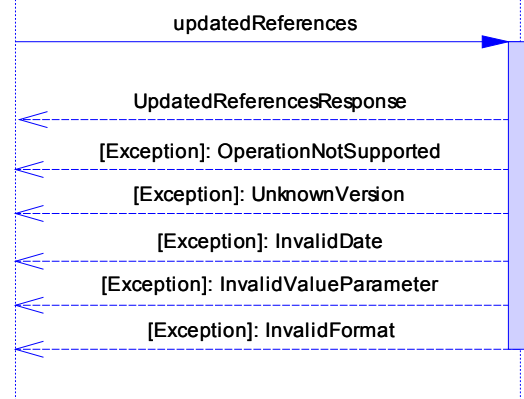 updatedReferences
UpdatedReferencesResponse
[Exception]: OperationNotSupported
[Exception]: UnknownVersion
[Exception]: InvalidDate
[Exception]: InvalidValueParameter
[Exception]: InvalidFormat